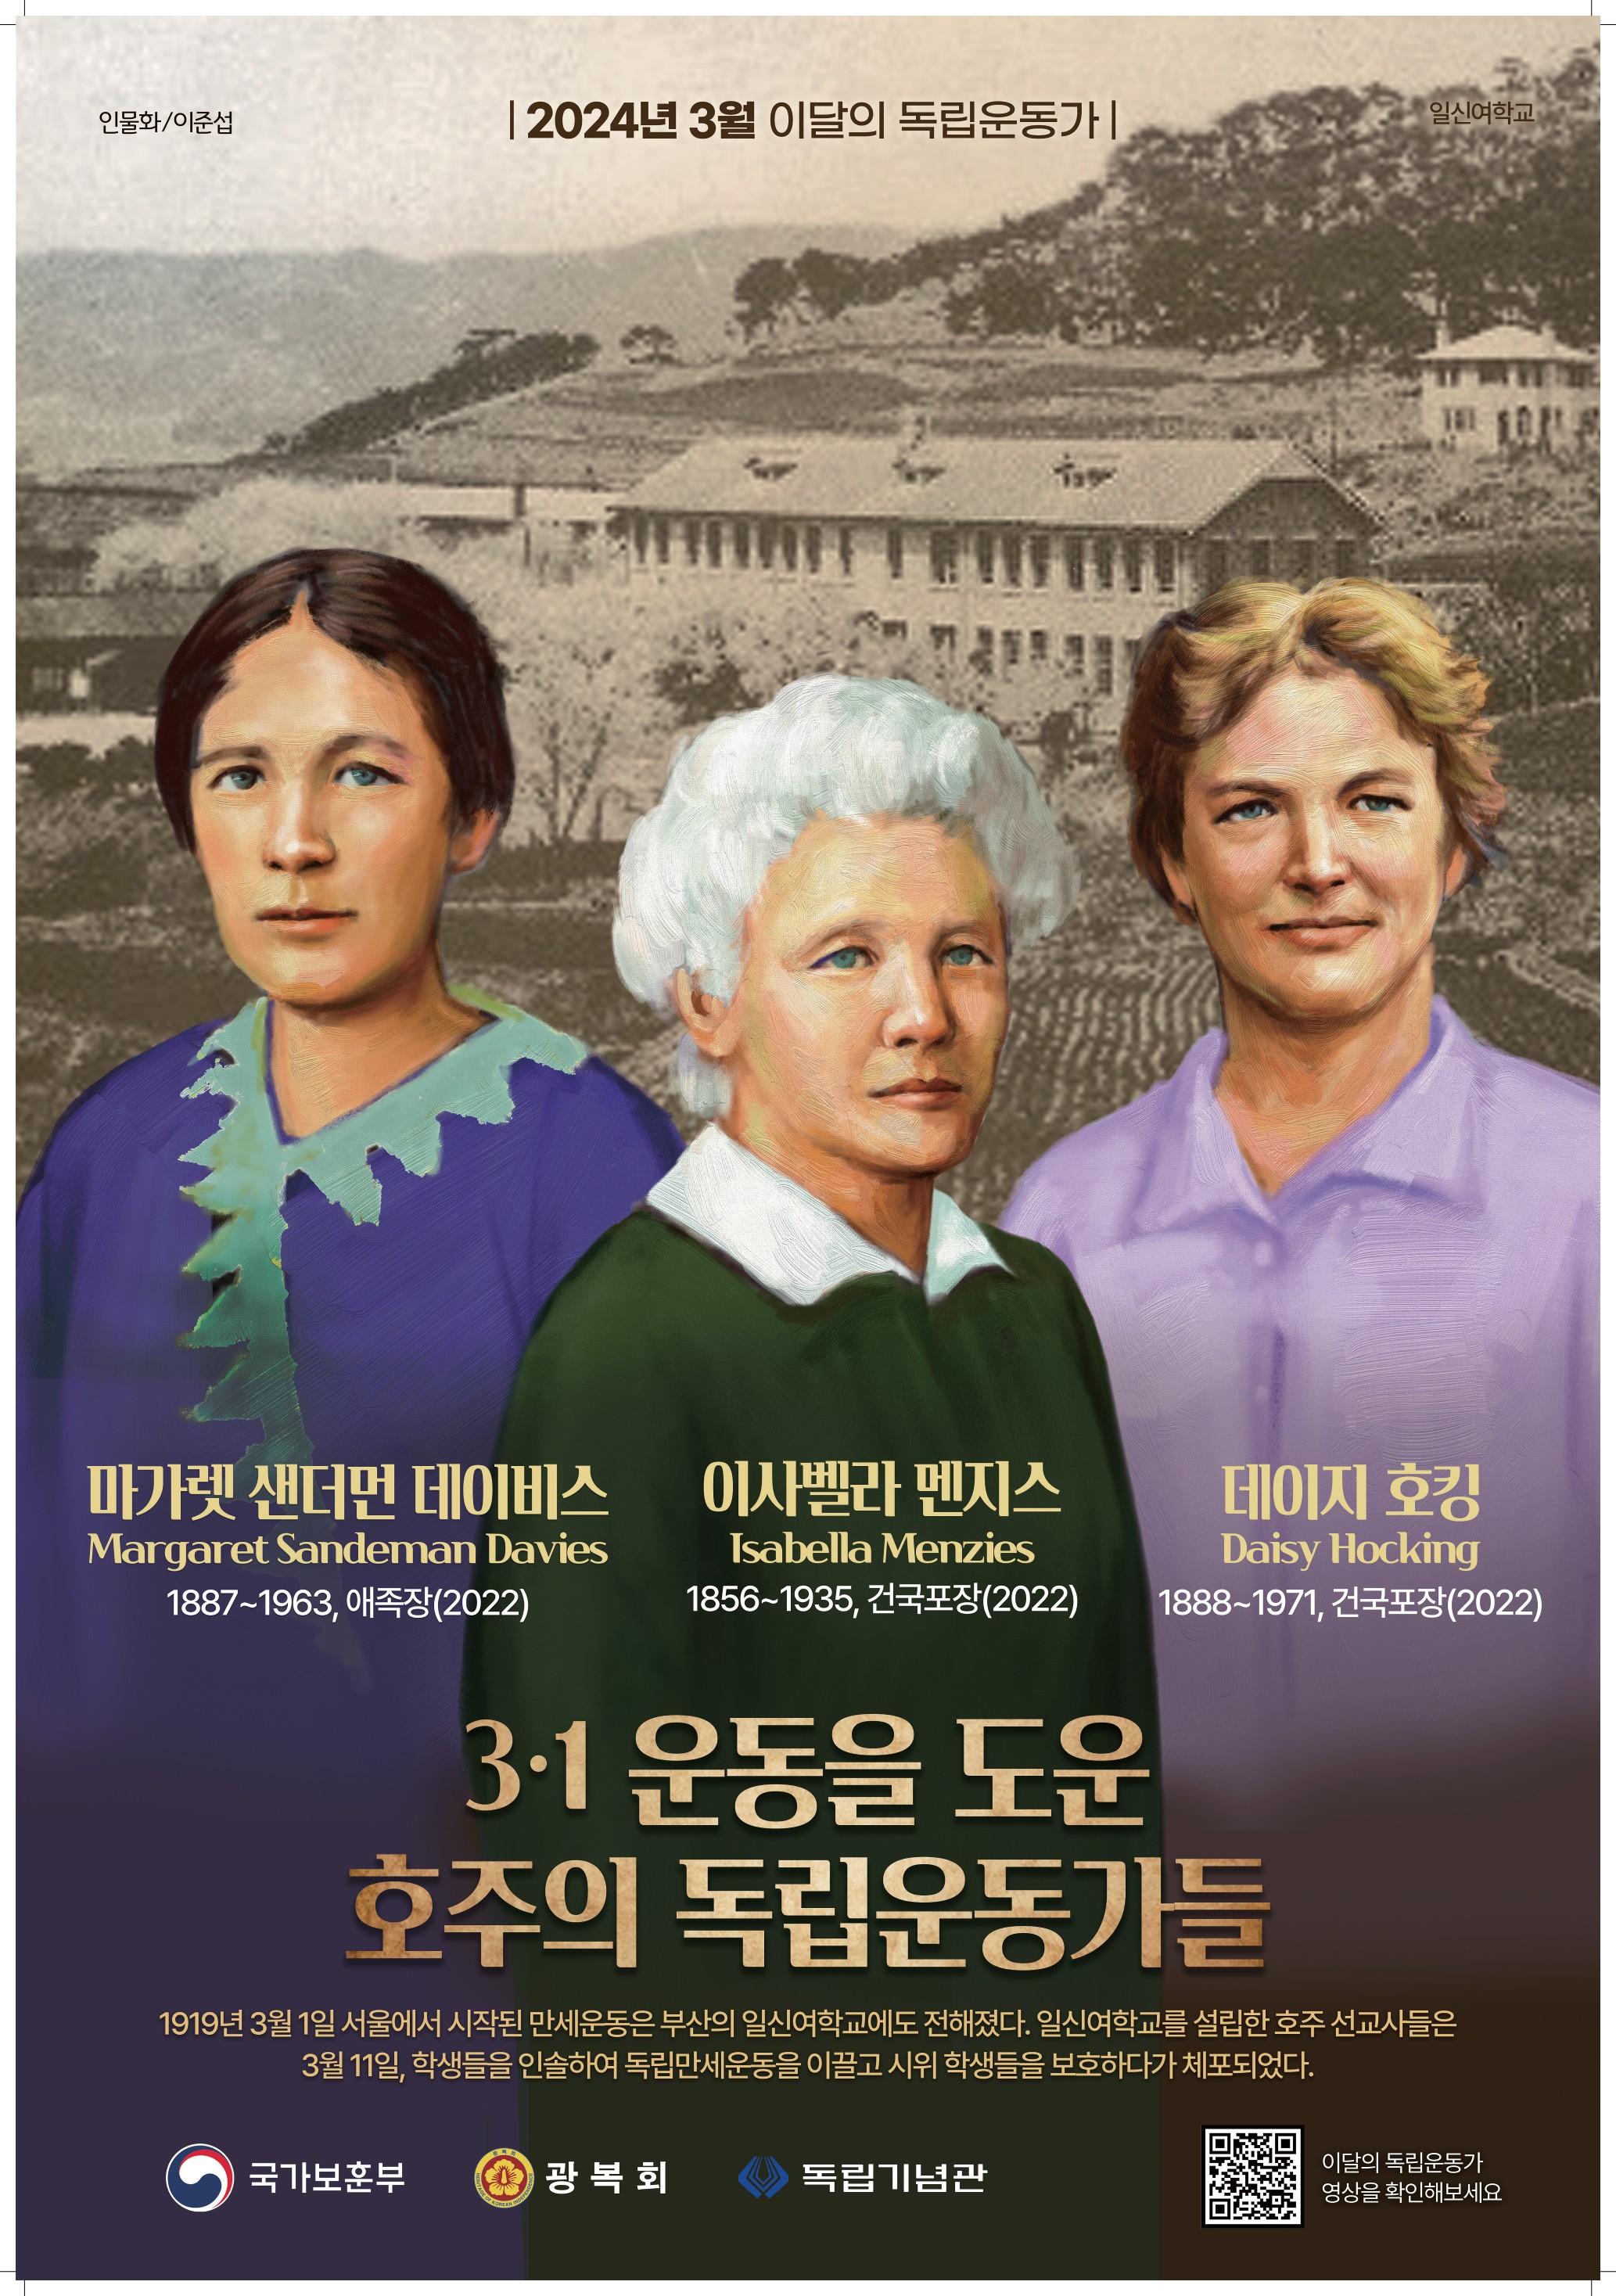 인물화/이준섭
2024년 3월 이달의 독립운동가
일신여학교
마가렛 샌더먼 데이비스
Margaret Sandeman Davies
1887~1963, 애족장(2022)
이사벨라 멘지스
Isabella Menzies
1856~1935, 건국포장(2022)
데이지 호킹
Daisy Hocking
1888~1971, 건국포장(2022)
3·1 운동을 도운
호주의 독립운동가들
1919년 3월 1일 서울에서 시작된 만세운동은 부산의 일신여학교에도 전해졌다. 일신여학교를 설립한 호주 선교사들은
3월 11일, 학생들을 인솔하여 독립만세운동을 이끌고 시위 학생들을 보호하다가 체포되었다.
국가보훈부
광복회
독립기념관
이달의 독립운동가
영상을 확인해보세요